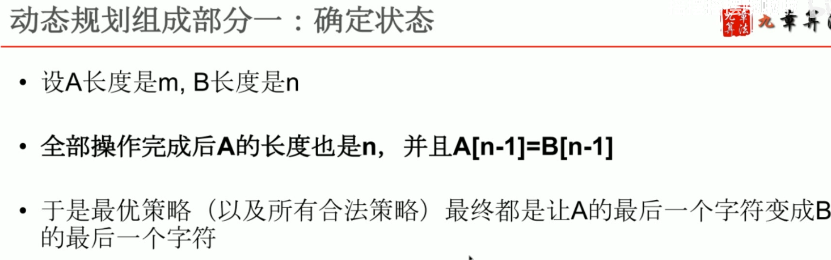 动态规划组成部分一：确定状态
九章算法
• 设A长度是m, B长度是n
• 全部操作完成后A的长度也是n，并且A[n-1]=B[n-1]
• 于是最优策略（以及所有合法策略）最终都是让A的最后一个字符变成B
的最后一个字符